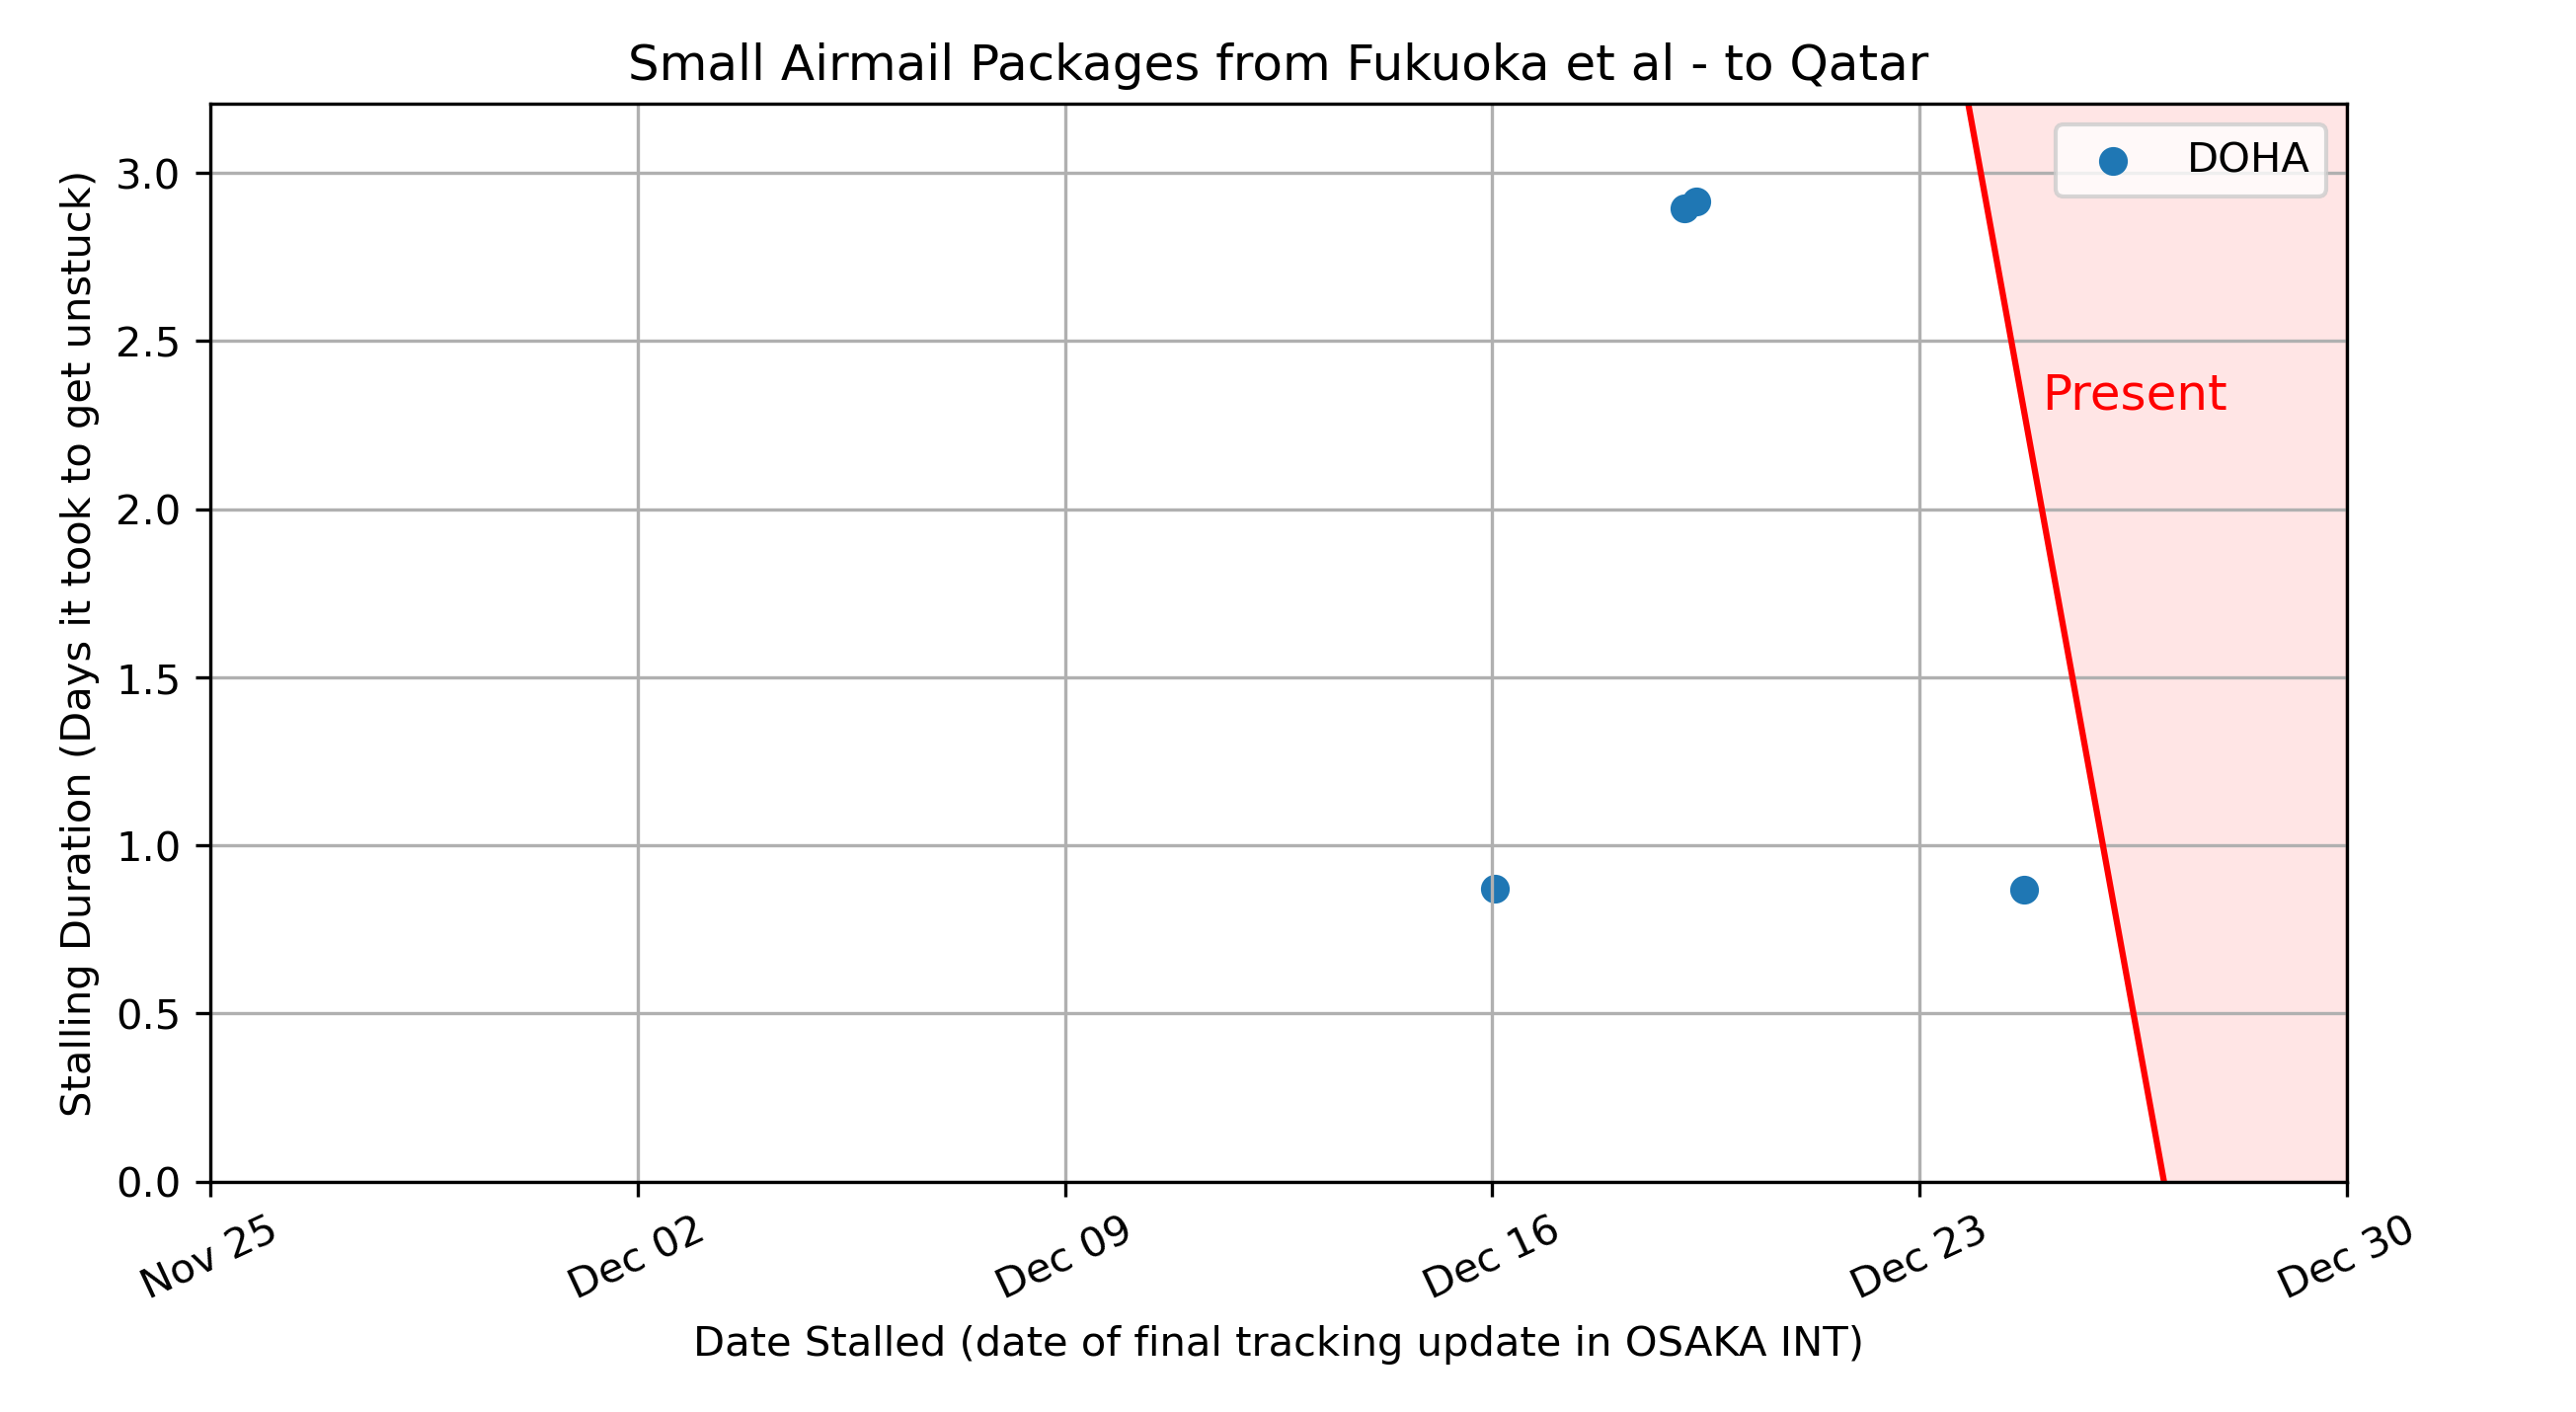 Small Airmail Packages from Fukuoka et al - to Qatar
DOHA
Present
Stalling Duration (Days it took to get unstuck)
3.0
2.5
2.0
1.5
1.0
0.5
0.0
Nov 25
Dec 02
Dec 09
Dec 16
Dec 23
Dec 30
Date Stalled (date of final tracking update in OSAKA INT)